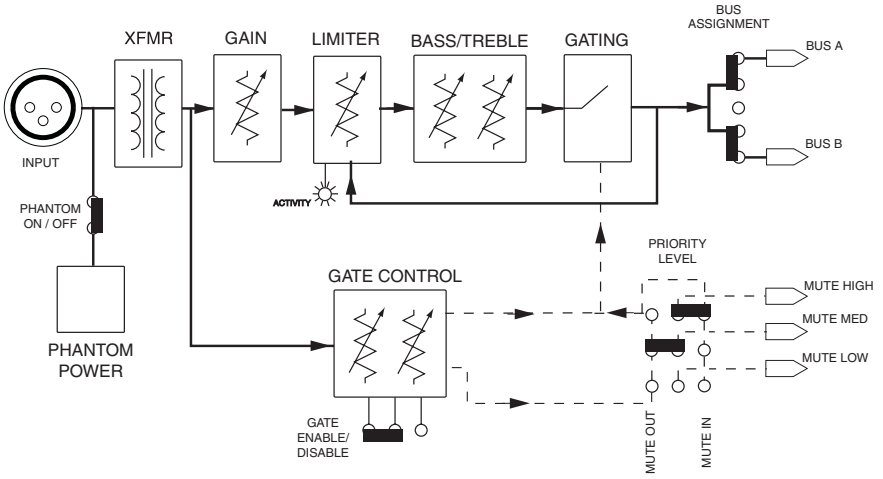 BUS
ASSIGNMENT
XFMR
GAIN
LIMITER
BASS/TREBLE
GATING
BUS A
INPUT
BUS B
ACTIVITY
PHANTOM
ON / OFF
PRIORITY
LEVEL
GATE CONTROL
MUTE HIGH
MUTE MED
PHANTOM
POWER
MUTE LOW
GATE
ENABLE/
DISABLE
MUTE OUT
MUTE IN